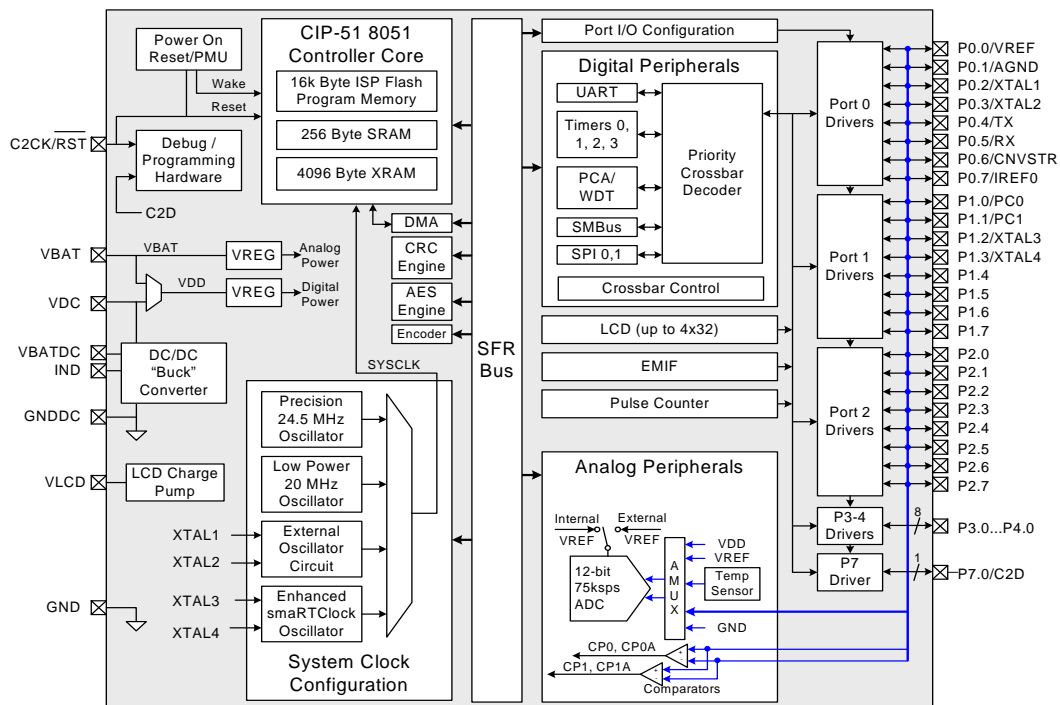 Power On
Reset/PMU
Wake
Reset
C2CK/RST
Debug /
Programming
Hardware
C2D
CIP-51 8051
Controller Core
16k Byte ISP Flash
Program Memory
256 Byte SRAM
4096 Byte XRAM
VBAT
VBAT
VREG
Analog
Power
VDC
VDD
VREG
Digital
Power
VBATDC
IND
DC/DC
“Buck”
Converter
GNDDC
VLCD
LCD Charge
Pump
GND
DMA
CRC
Engine
AES
Engine
Encoder
SYSCLK
Precision
24.5 MHz
Oscillator
Low Power
20 MHz
Oscillator
XTAL1
XTAL2
External
Oscillator
Circuit
XTAL3
XTAL4
Enhanced
smaRTClock
Oscillator
System Clock
Configuration
SFR
Bus
Port I/O Configuration
Digital Peripherals
UART
Timers 0,
1, 2, 3
PCA/
WDT
SMBus
SPI 0,1
Priority
Crossbar
Decoder
Crossbar Control
LCD (up to 4x32)
EMIF
Pulse Counter
Analog Peripherals
Internal
VREF
External
VREF
12-bit
75ksps
ADC
A
M
U
X
VDD
VREF
Temp
Sensor
GND
CP0, CP0A
+
-
CP1, CP1A
+
-
Comparators
Port 0
Drivers
Port 1
Drivers
Port 2
Drivers
P3-4
Drivers
P7
Driver
P0.0/VREF
P0.1/AGND
P0.2/XTAL1
P0.3/XTAL2
P0.4/TX
P0.5/RX
P0.6/CNVSTR
P0.7/IREF0
P1.0/PC0
P1.1/PC1
P1.2/XTAL3
P1.3/XTAL4
P1.4
P1.5
P1.6
P1.7
P2.0
P2.1
P2.2
P2.3
P2.4
P2.5
P2.6
P2.7
8
P3.0...P4.0
1
P7.0/C2D